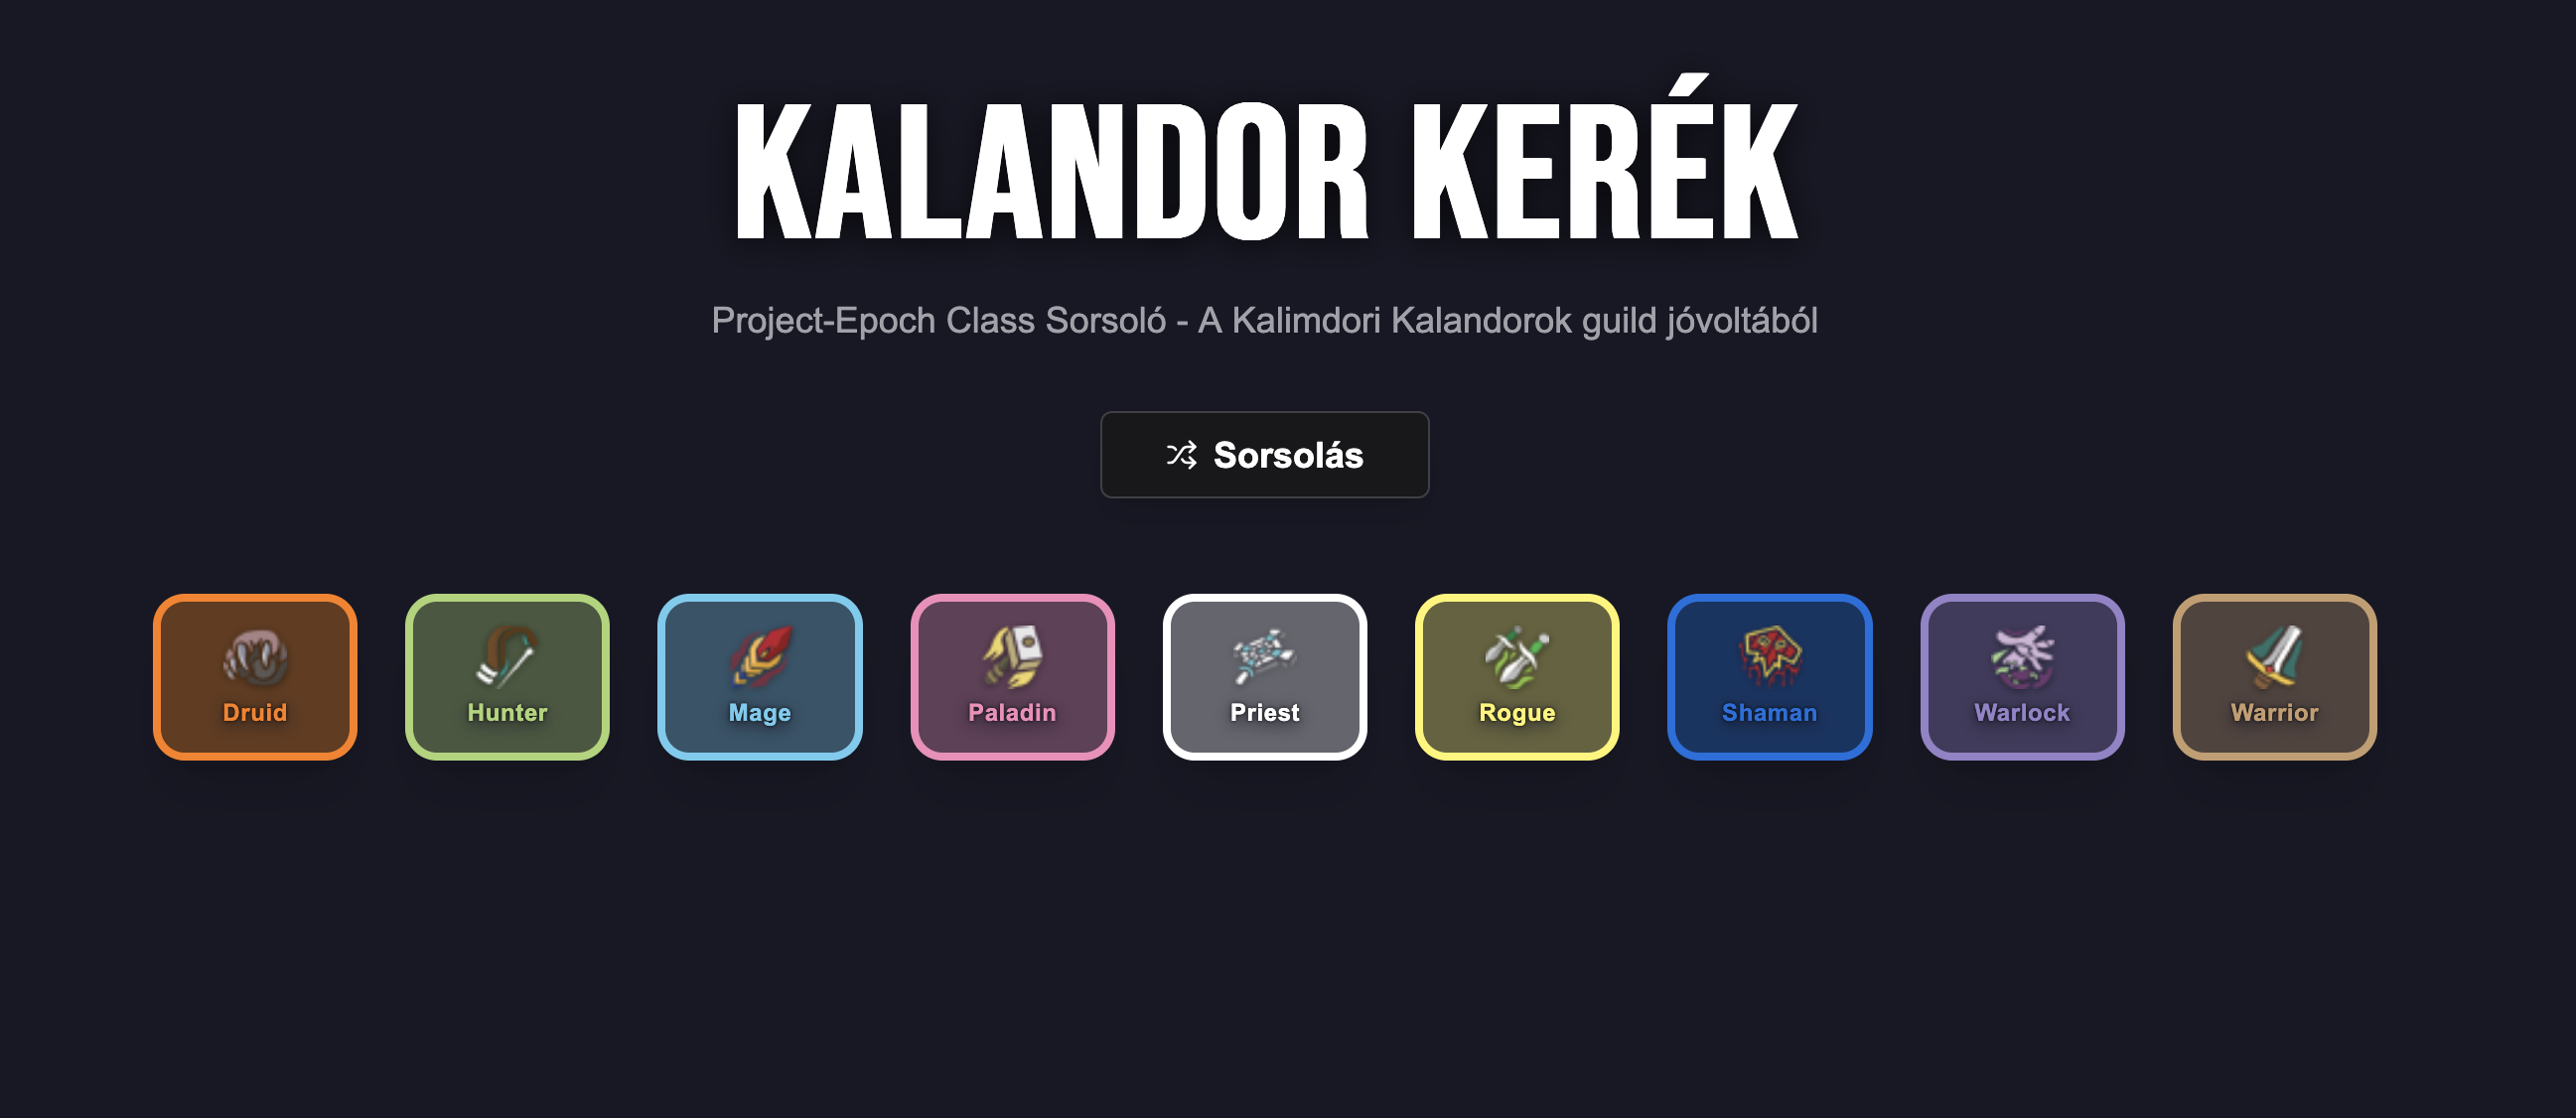 KALANDOR KERÉK
Project-Epoch Class Sorsoló - A Kalimdori Kalandorok guild jóvoltából
Sorsolás
Druid
Hunter
Mage
Paladin
Priest
Rogue
Shaman
Warlock
Warrior